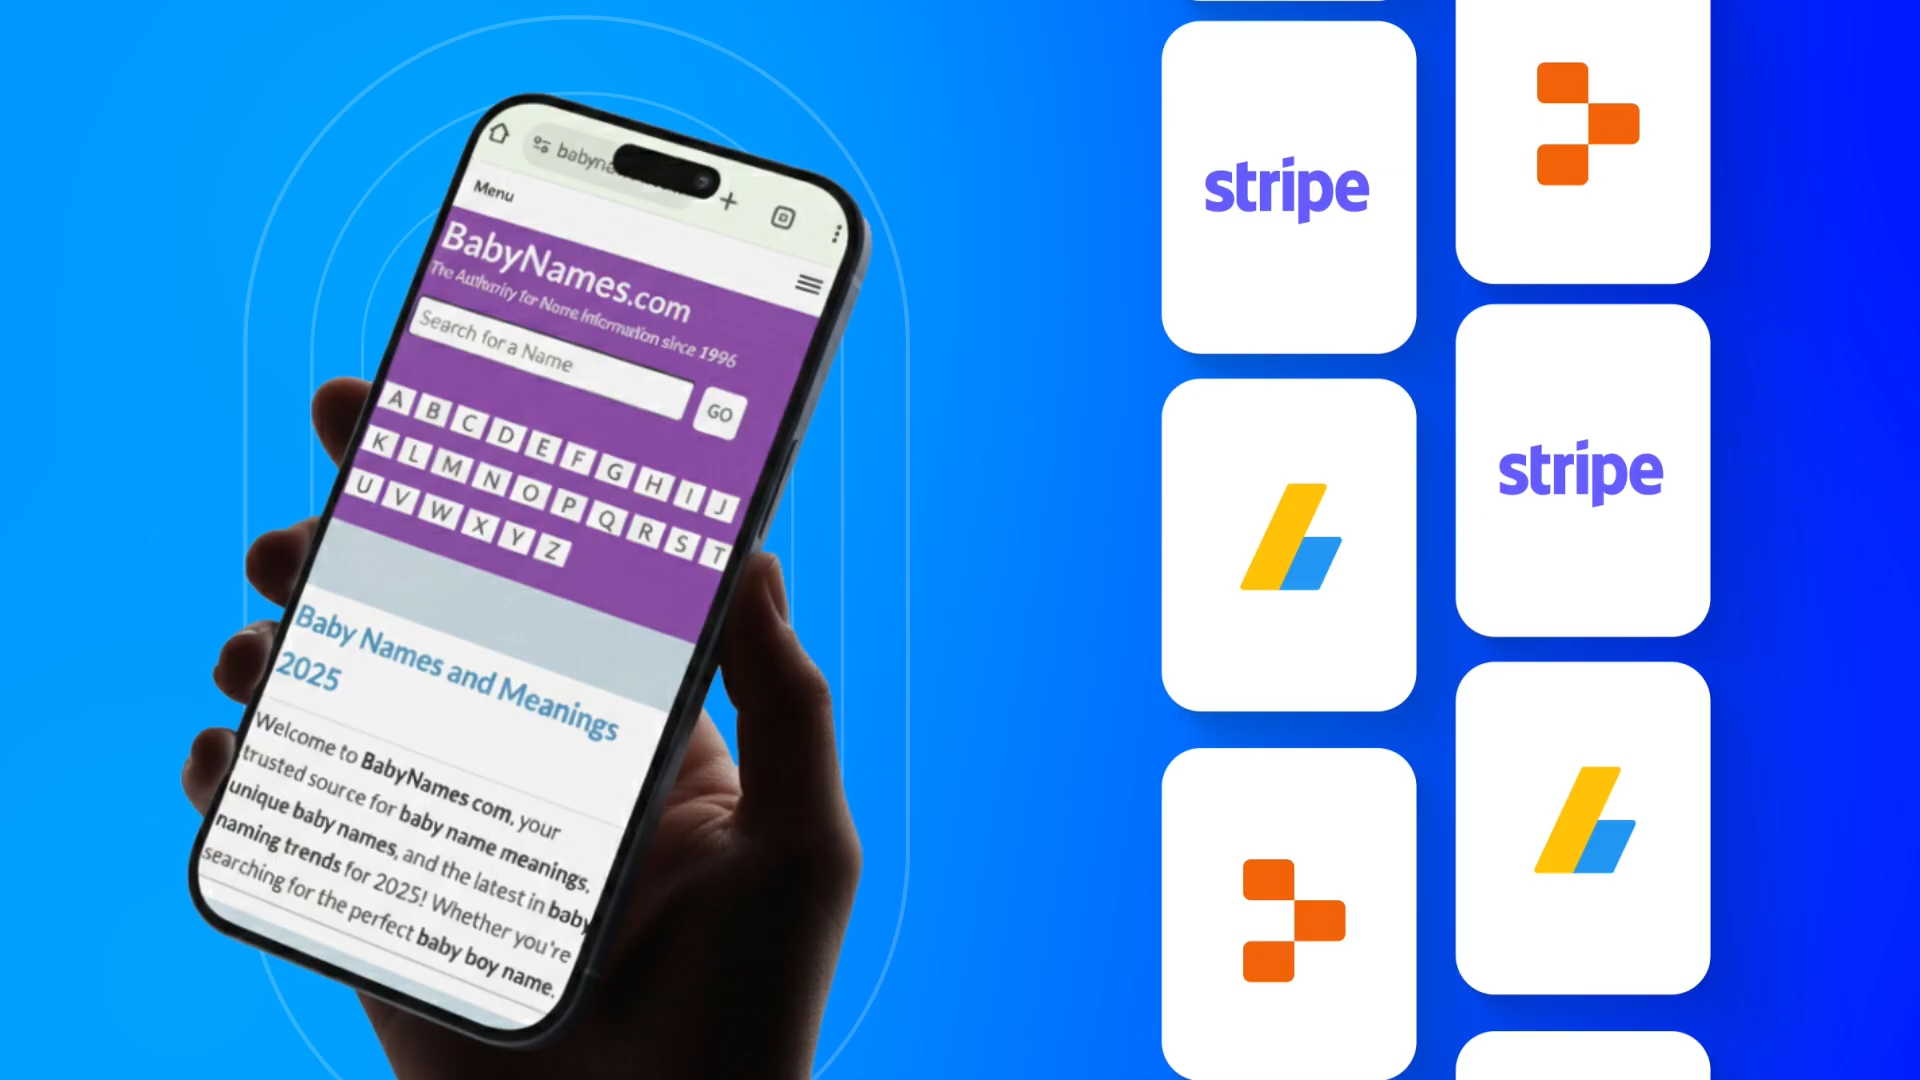 babyna
Menu
BabyNames.com
The Authority for Name Information since 1996
Search for a Name
GO
A B C D E F G H I J
K L M N O P Q R S T
U V W X Y Z
Baby Names and Meanings
2025
Welcome to BabyNames com, your
trusted source for baby name meanings,
unique baby names, and the latest in baby
naming trends for 2025! Whether you're
searching for the perfect baby boy name.
stripe
stripe